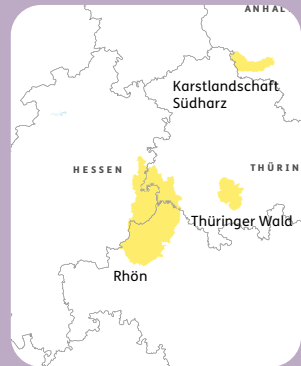 ANHAL
Karstlandschaft
Südharz
HESSEN
THÜRIN
Thüringer Wald
Rhön